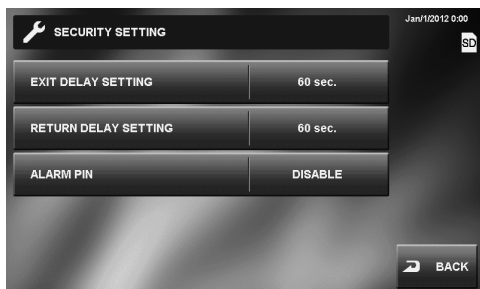 SECURITY SETTING
Jan/1/2012 0:00
SD
EXIT DELAY SETTING 60 sec.
RETURN DELAY SETTING 60 sec.
ALARM PIN DISABLE
BACK